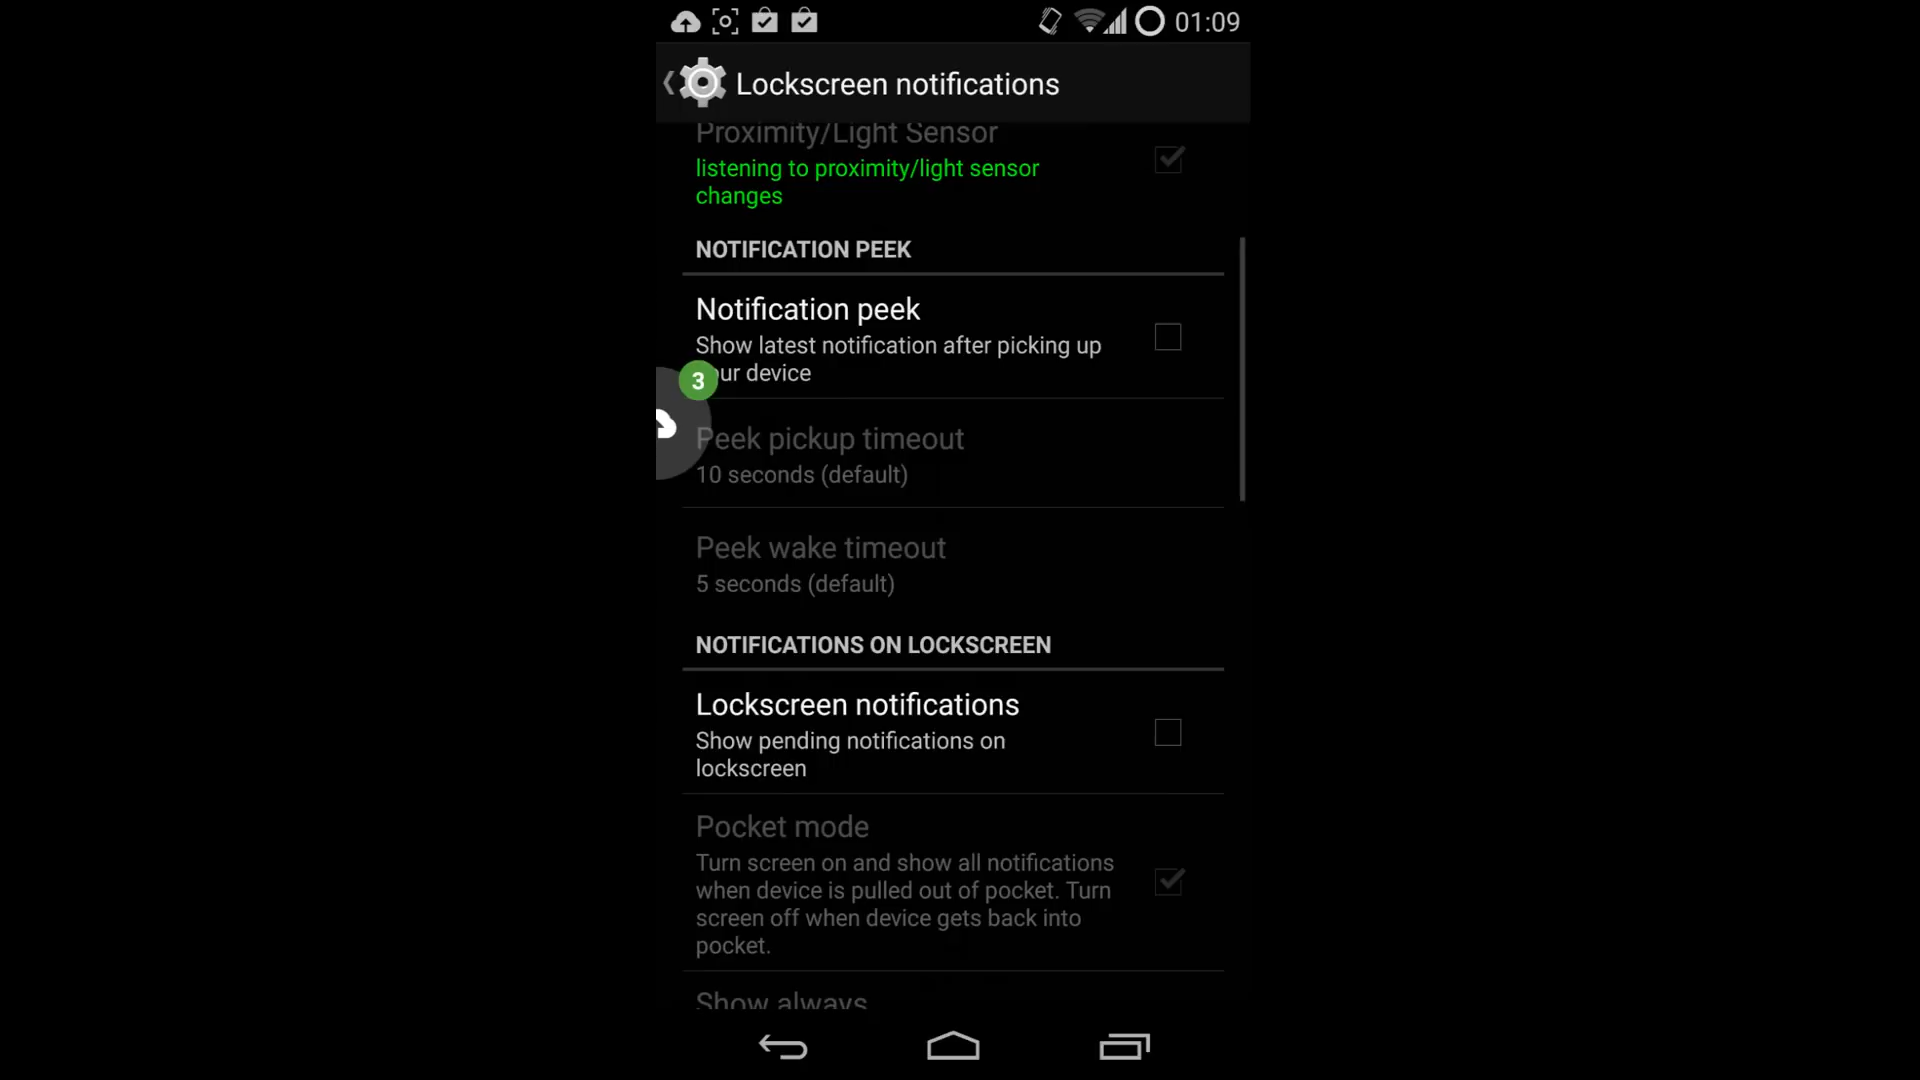 01:09
Lockscreen notifications
Proximity/Light Sensor
listening to proximity/light sensor
changes
NOTIFICATION PEEK
Notification peek
Show latest notification after picking up
our device
3
Peek pickup timeout
10 seconds (default)
Peek wake timeout
5 seconds (default)
NOTIFICATIONS ON LOCKSCREEN
Lockscreen notifications
Show pending notifications on
lockscreen
Pocket mode
Turn screen on and show all notifications
when device is pulled out of pocket. Turn
screen off when device gets back into
pocket.
Show always